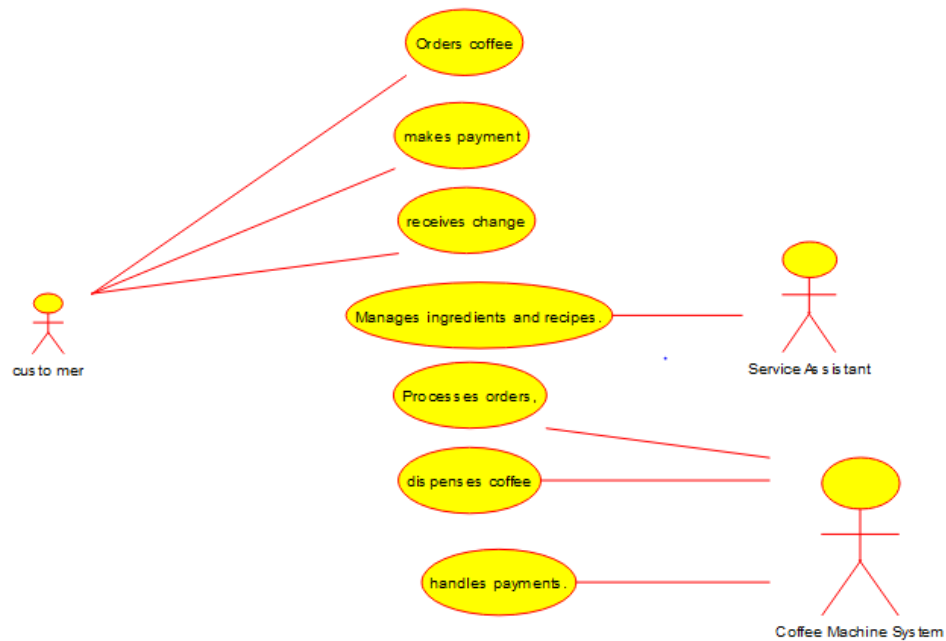 Orders coffee
makes payment
receives change
Manages ingredients and recipes.
customer
Service Assistant
Processes orders,
dispenses coffee
handles payments.
Coffee Machine System